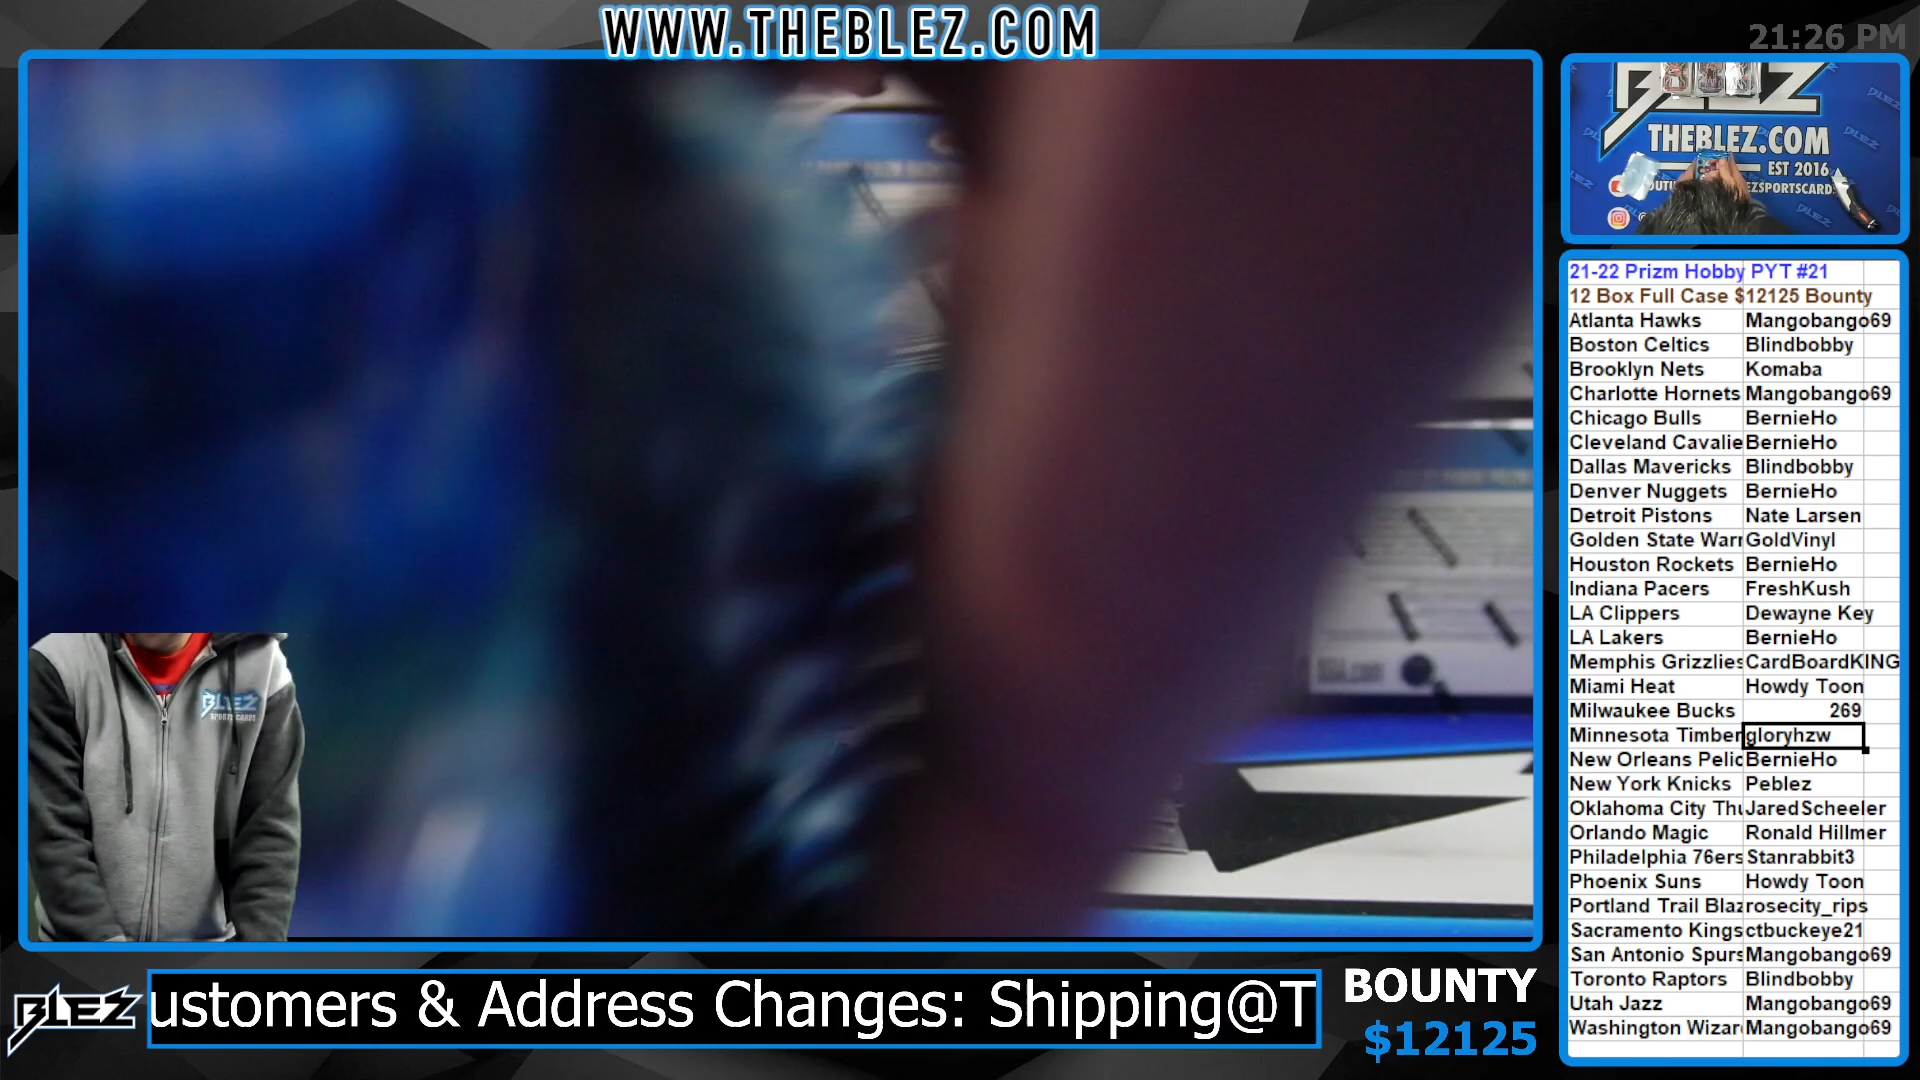 WWW.THEBLEZ.COM
21:26 PM
BLEZ
THEBLEZ.COM
EST 2016
21-22 Prizm Hobby PYT #21
12 Box Full Case $12125 Bounty
Atlanta Hawks Mangobango69
Boston Celtics Blindbobby
Brooklyn Nets Komaba
Charlotte Hornets Mangobango69
Chicago Bulls BernieHo
Cleveland Cavalie BernieHo
Dallas Mavericks Blindbobby
Denver Nuggets BernieHo
Detroit Pistons Nate Larsen
Golden State Warr GoldVinyl
Houston Rockets BernieHo
Indiana Pacers FreshKush
LA Clippers Dewayne Key
LA Lakers BernieHo
Memphis Grizzlies CardBoardKING
Miami Heat Howdy Toon
Milwaukee Bucks 269
Minnesota Timber gloryhzw
New Orleans Pelic BernieHo
New York Knicks Peblez
Oklahoma City Thu JaredScheeler
Orlando Magic Ronald Hillmer
Philadelphia 76ers Stanrabbit3
Phoenix Suns Howdy Toon
Portland Trail Blaz rosecity_rips
Sacramento Kings ctbuckeye21
San Antonio Spurs Mangobango69
Toronto Raptors Blindbobby
Utah Jazz Mangobango69
Washington Wizar Mangobango69
BLEZ
SPORTS CARDS
BLEZ
ustomers & Address Changes: Shipping@T
BOUNTY
$12125